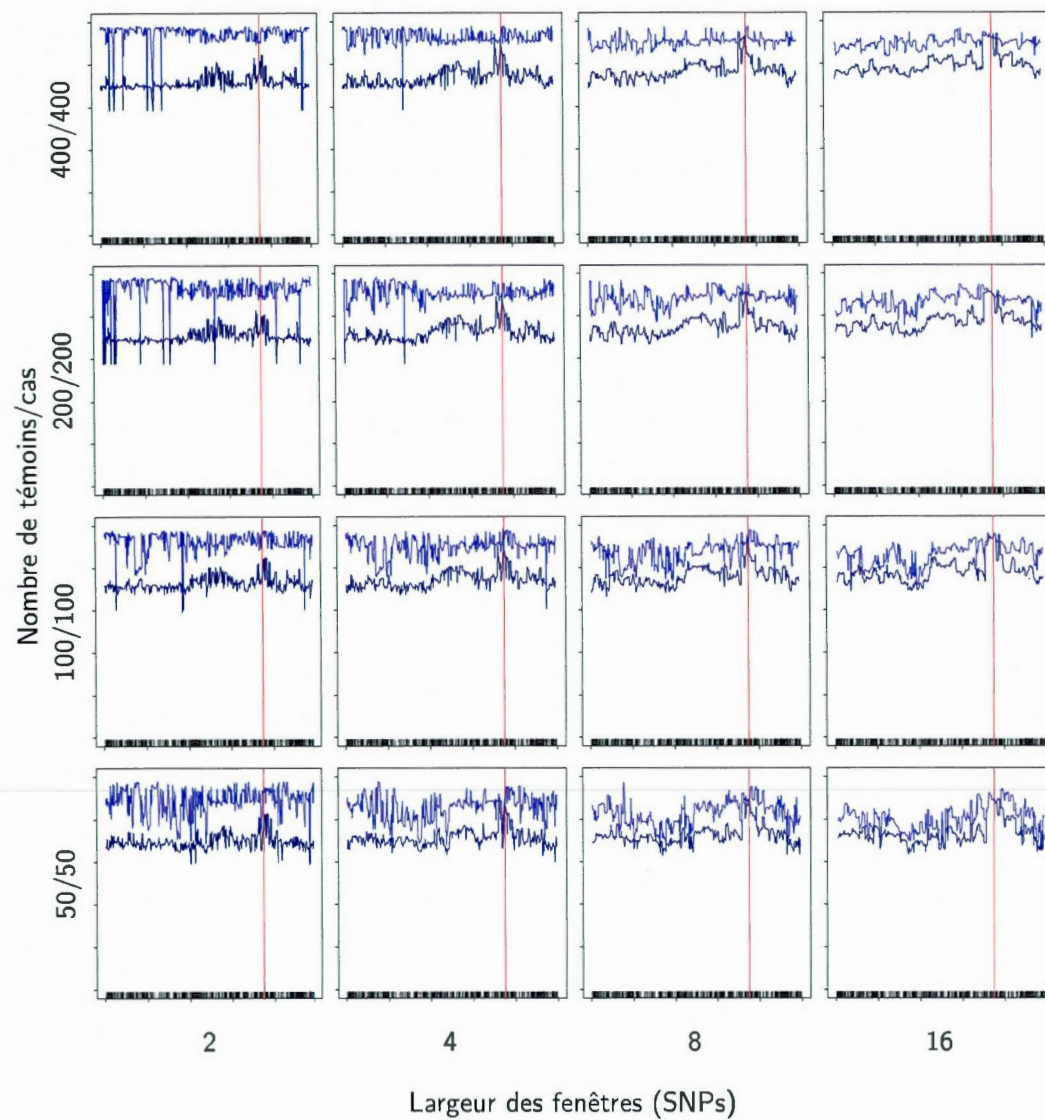 Nombre de témoins/cas
400/400
200/200
100/100
50/50
2 4 8 16
Largeur des fenêtres (SNPs)